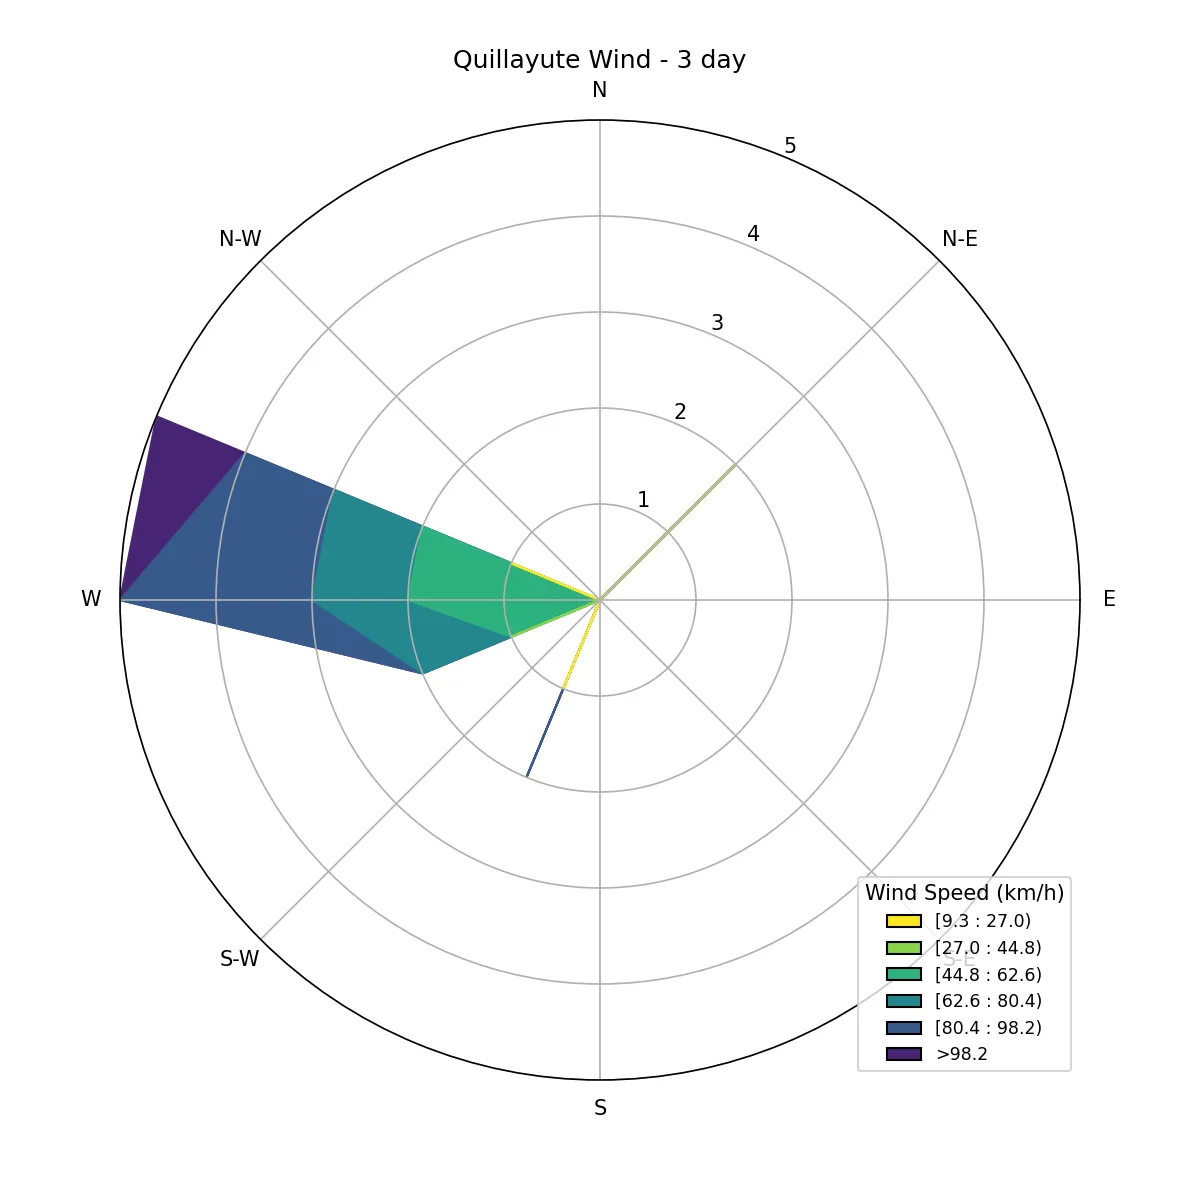 Quillayute Wind - 3 day
N
5
N-W
4
N-E
3
2
1
W
E
S-W
S-E
S
Wind Speed (km/h)
[9.3 : 27.0)
[27.0 : 44.8)
[44.8 : 62.6)
[62.6 : 80.4)
[80.4 : 98.2)
>98.2